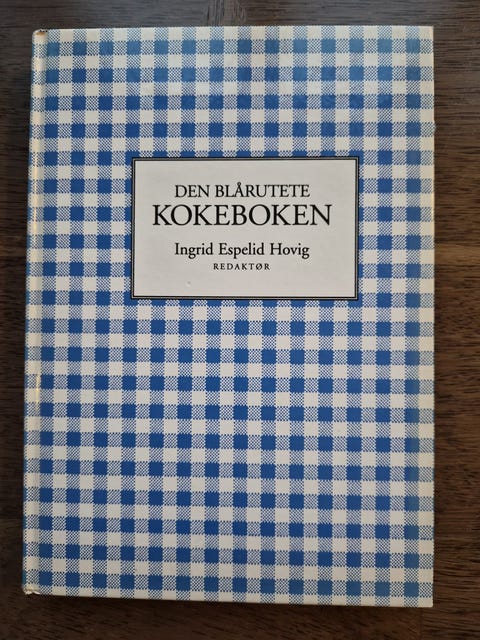 DEN BLÅRUTETE
KOKEBOKEN
Ingrid Espelid Hovig
REDAKTØR